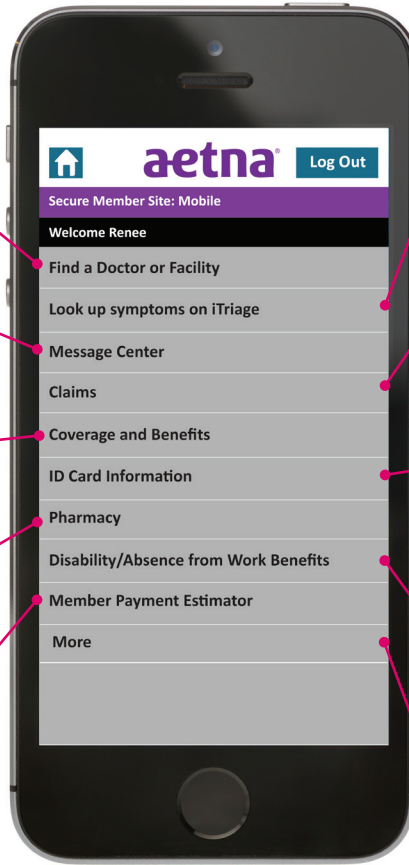 aetna®
Log Out
Secure Member Site: Mobile
Welcome Renee
Find a Doctor or Facility
Look up symptoms on iTriage
Message Center
Claims
Coverage and Benefits
ID Card Information
Pharmacy
Disability/Absence from Work Benefits
Member Payment Estimator
More